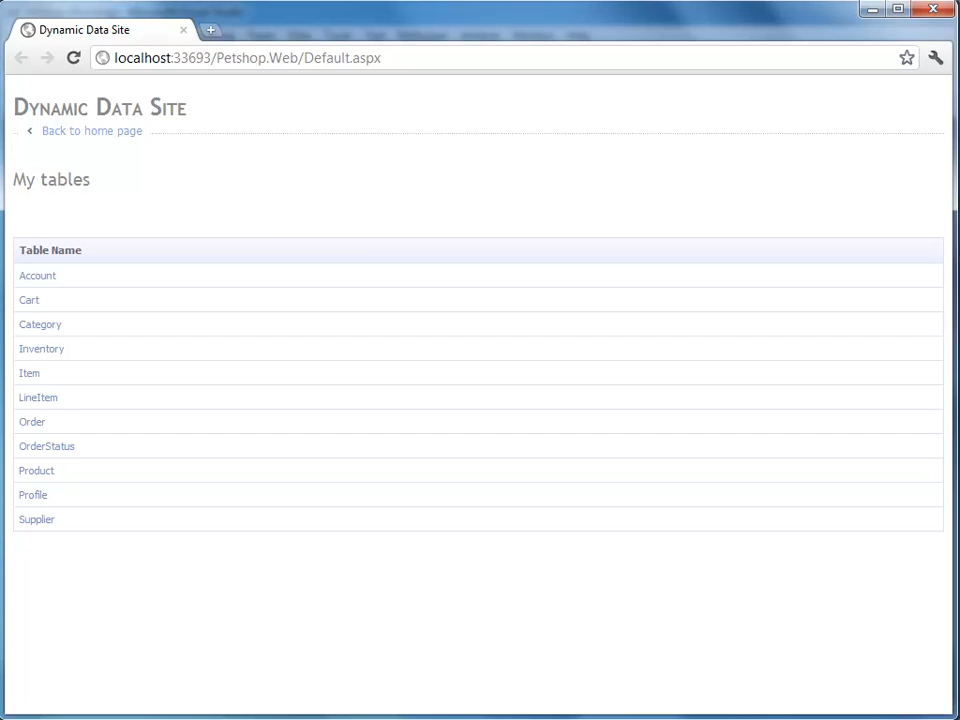 Dynamic Data Site
localhost:33693/Petshop.Web/Default.aspx
Dynamic Data Site
Back to home page
My tables
Table Name
Account
Cart
Category
Inventory
Item
LineItem
Order
OrderStatus
Product
Profile
Supplier